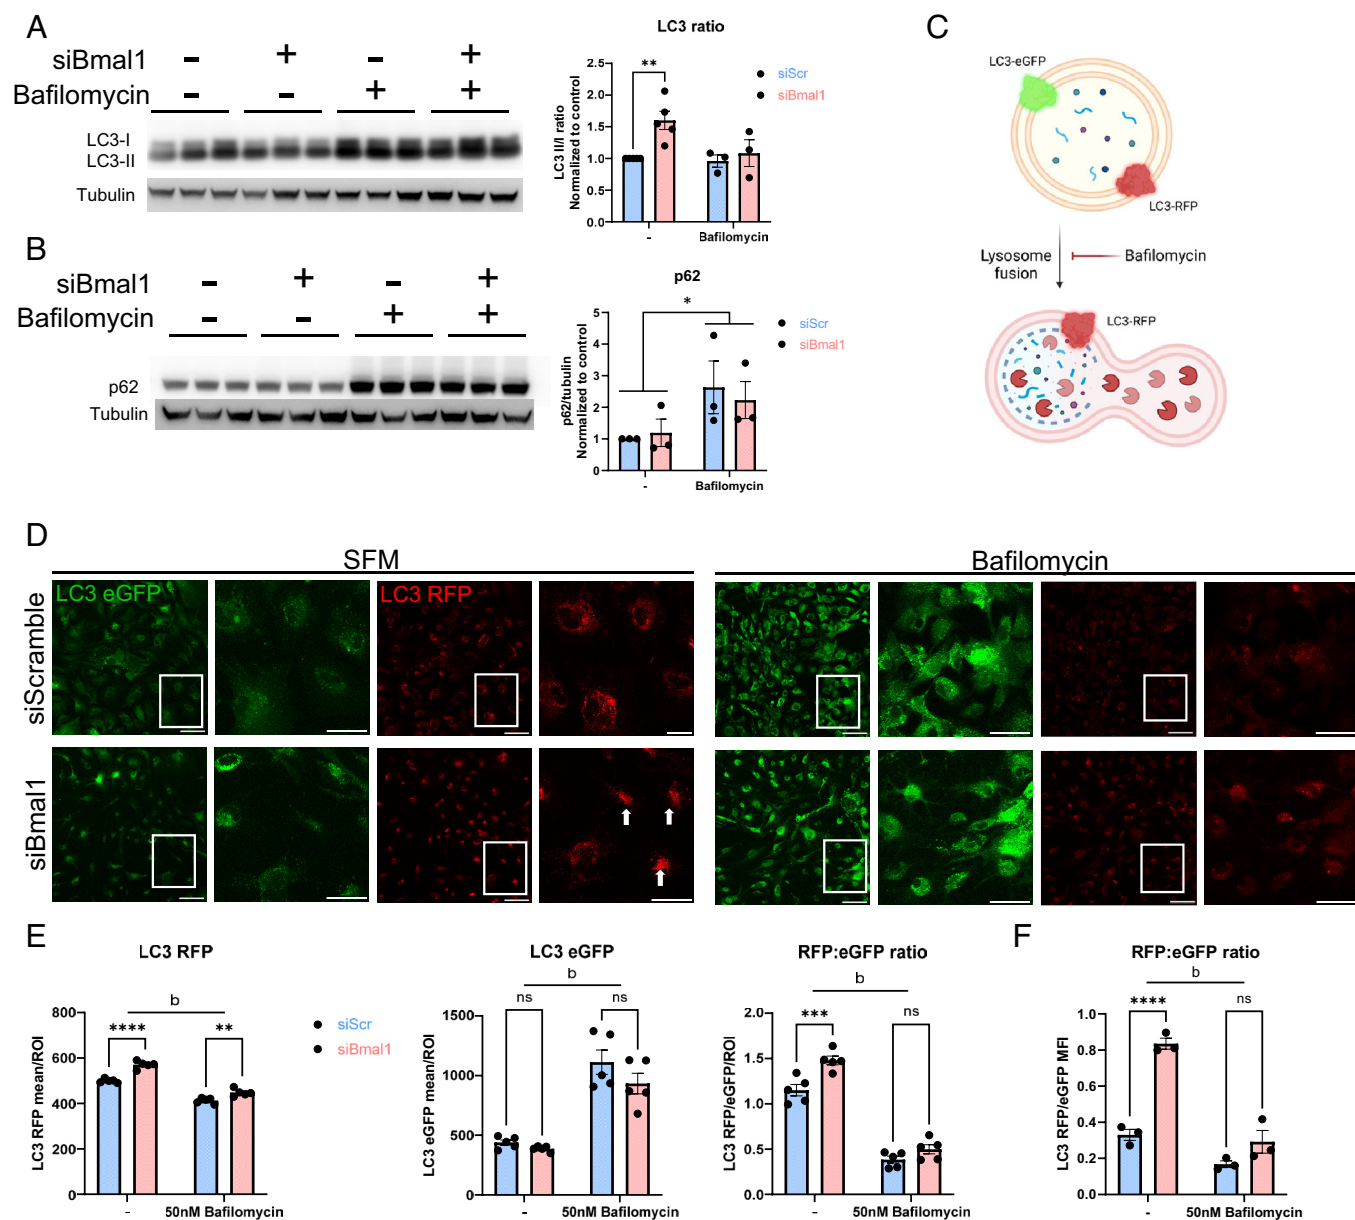 A
siBmal1 - + - +
Bafilomycin - - + +
LC3-I
LC3-II
Tubulin
LC3 ratio
LC3 II/I ratio
Normalized to control
2.5
2.0
1.5
1.0
0.5
0.0
**
- Bafilomycin
siScr
siBmal1
B
siBmal1 - + - +
Bafilomycin - - + +
p62
Tubulin
p62
p62/tubulin
Normalized to control
5
4
3
2
1
0
*
- Bafilomycin
siScr
siBmal1
C
LC3-eGFP
LC3-RFP
Lysosome
fusion
Bafilomycin
LC3-RFP
D
SFM
Bafilomycin
LC3 eGFP
LC3 RFP
siScramble
siBmal1
E
LC3 RFP
LC3 RFP mean/ROI
800
600
400
200
0
b
**** **
- 50nM Bafilomycin
siScr
siBmal1
LC3 eGFP
LC3 eGFP mean/ROI
1500
1000
500
0
b
ns ns
- 50nM Bafilomycin
RFP:eGFP ratio
LC3 RFP/eGFP/ROI
2.0
1.5
1.0
0.5
0.0
b
*** ns
- 50nM Bafilomycin
F
RFP:eGFP ratio
LC3 RFP/eGFP MFI
1.0
0.8
0.6
0.4
0.2
0.0
b
**** ns
- 50nM Bafilomycin